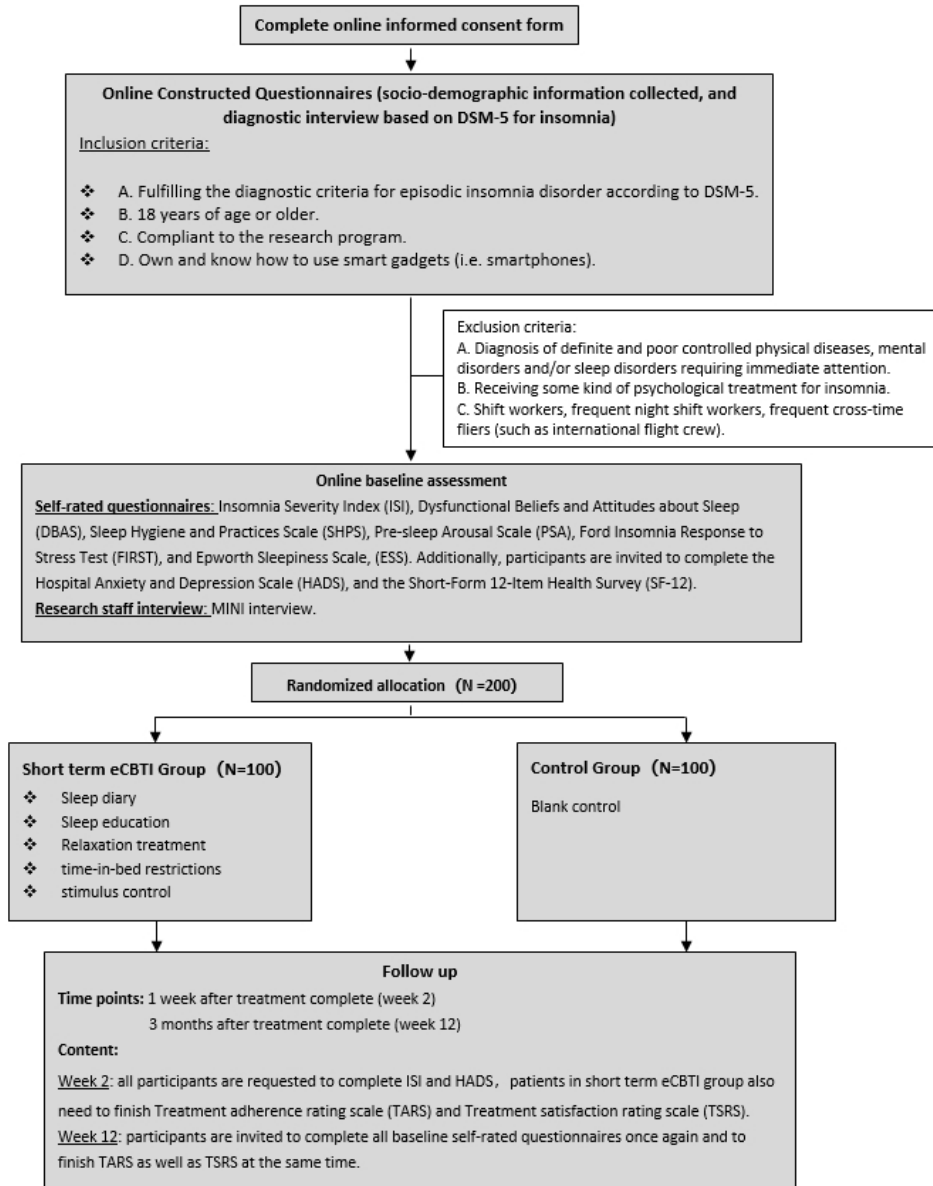 Complete online informed consent form
Online Constructed Questionnaires (socio-demographic information collected, and
diagnostic interview based on DSM-5 for insomnia)
Inclusion criteria:
❖ A. Fulfilling the diagnostic criteria for episodic insomnia disorder according to DSM-5.
❖ B. 18 years of age or older.
❖ C. Compliant to the research program.
❖ D. Own and know how to use smart gadgets (i.e. smartphones).
Exclusion criteria:
A. Diagnosis of definite and poor controlled physical diseases, mental
disorders and/or sleep disorders requiring immediate attention.
B. Receiving some kind of psychological treatment for insomnia.
C. Shift workers, frequent night shift workers, frequent cross-time
fliers (such as international flight crew).
Online baseline assessment
Self-rated questionnaires: Insomnia Severity Index (ISI), Dysfunctional Beliefs and Attitudes about Sleep
(DBAS), Sleep Hygiene and Practices Scale (SHPS), Pre-sleep Arousal Scale (PSA), Ford Insomnia Response to
Stress Test (FIRST), and Epworth Sleepiness Scale, (ESS). Additionally, participants are invited to complete the
Hospital Anxiety and Depression Scale (HADS), and the Short-Form 12-Item Health Survey (SF-12).
Research staff interview: MINI interview.
Randomized allocation（N =200）
Short term eCBTI Group（N=100）
❖ Sleep diary
❖ Sleep education
❖ Relaxation treatment
❖ time-in-bed restrictions
❖ stimulus control
Control Group（N=100）
Blank control
Follow up
Time points: 1 week after treatment complete (week 2)
3 months after treatment complete (week 12)
Content:
Week 2: all participants are requested to complete ISI and HADS，patients in short term eCBTI group also
need to finish Treatment adherence rating scale (TARS) and Treatment satisfaction rating scale (TSRS).
Week 12: participants are invited to complete all baseline self-rated questionnaires once again and to
finish TARS as well as TSRS at the same time.